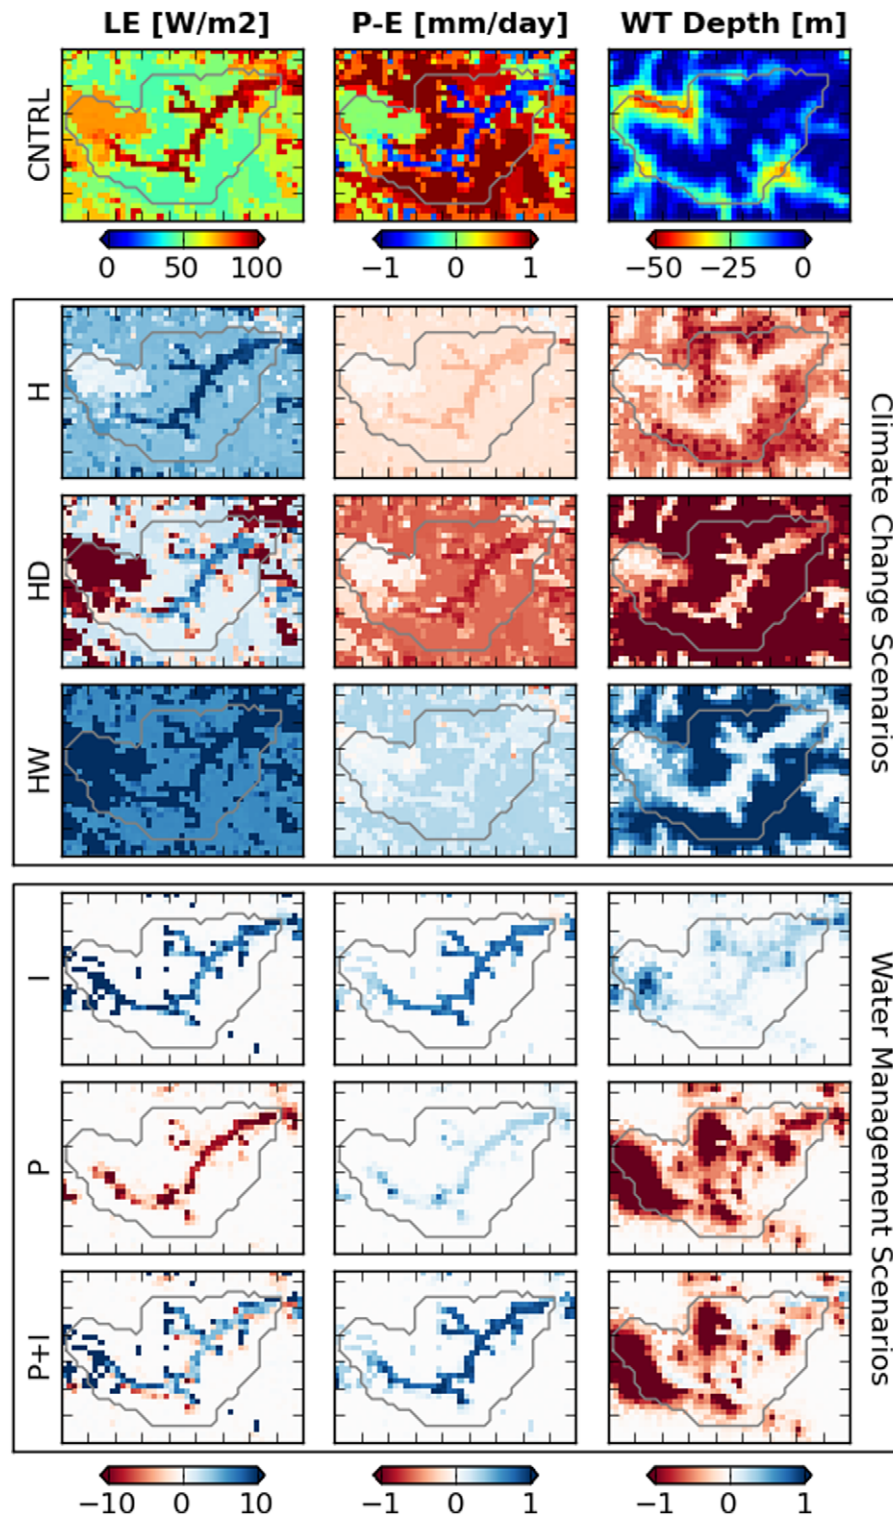 LE [W/m2] P-E [mm/day] WT Depth [m]
CNTRL
0 50 100 −1 0 1 −50 −25 0
H
HD
HW
Climate Change Scenarios
I
P
P+I
Water Management Scenarios
−10 0 10 −1 0 1 −1 0 1